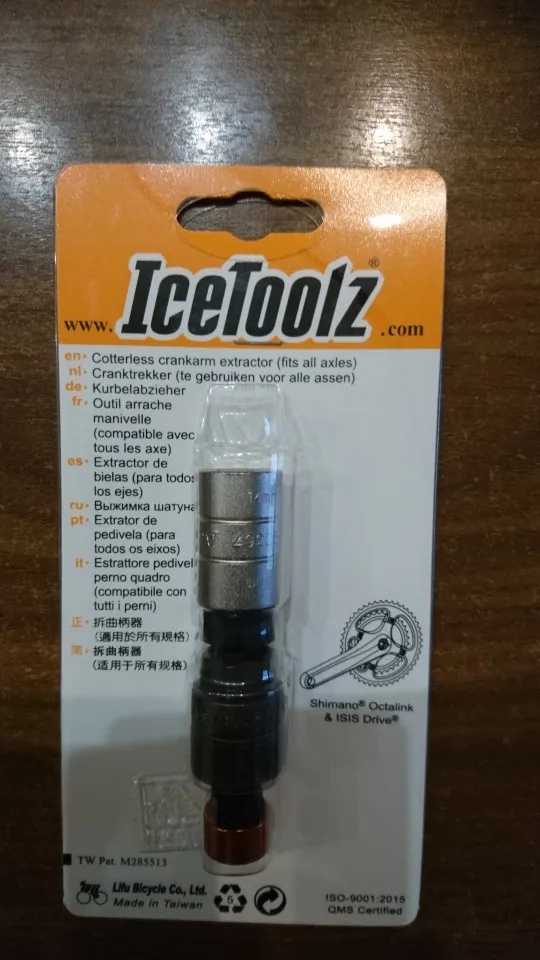 IceToolz®
www. .com
en· Cotterless crankarm extractor (fits all axles)
nl· Cranktrekker (te gebruiken voor alle assen)
de· Kurbelabzieher
fr· Outil arrache
manivelle
(compatible avec
tous les axe)
es· Extractor de
bielas (para todos
los ejes)
ru· Выжимка шатуна
pt· Extrator de
pedivela (para
todos os eixos)
it· Estrattore pedivel
perno quadro
(compatibile con
tutti i perni)
正· 拆曲柄器
(適用於所有規格)
简· 拆曲柄器
(适用于所有规格)
Shimano® Octalink
& ISIS Drive®
TW Pat. M285513
Lifu Bicycle Co., Ltd.
Made in Taiwan
5
ISO-9001:2015
QMS Certified